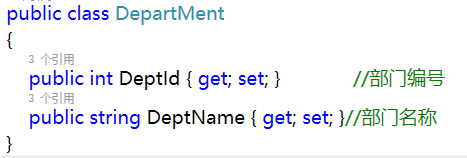 public class DepartMent
{
3 个引用
public int DeptId { get; set; } //部门编号
3 个引用
public string DeptName { get; set; }//部门名称
}